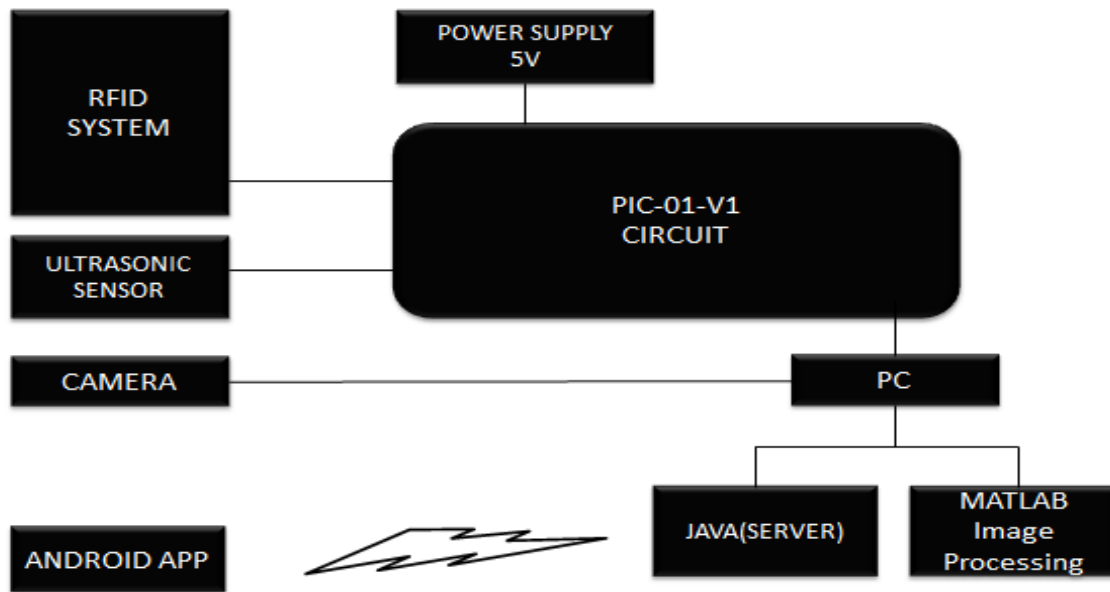 RFID
SYSTEM
POWER SUPPLY
5V
PIC-01-V1
CIRCUIT
ULTRASONIC
SENSOR
CAMERA
PC
JAVA(SERVER)
MATLAB
Image
Processing
ANDROID APP